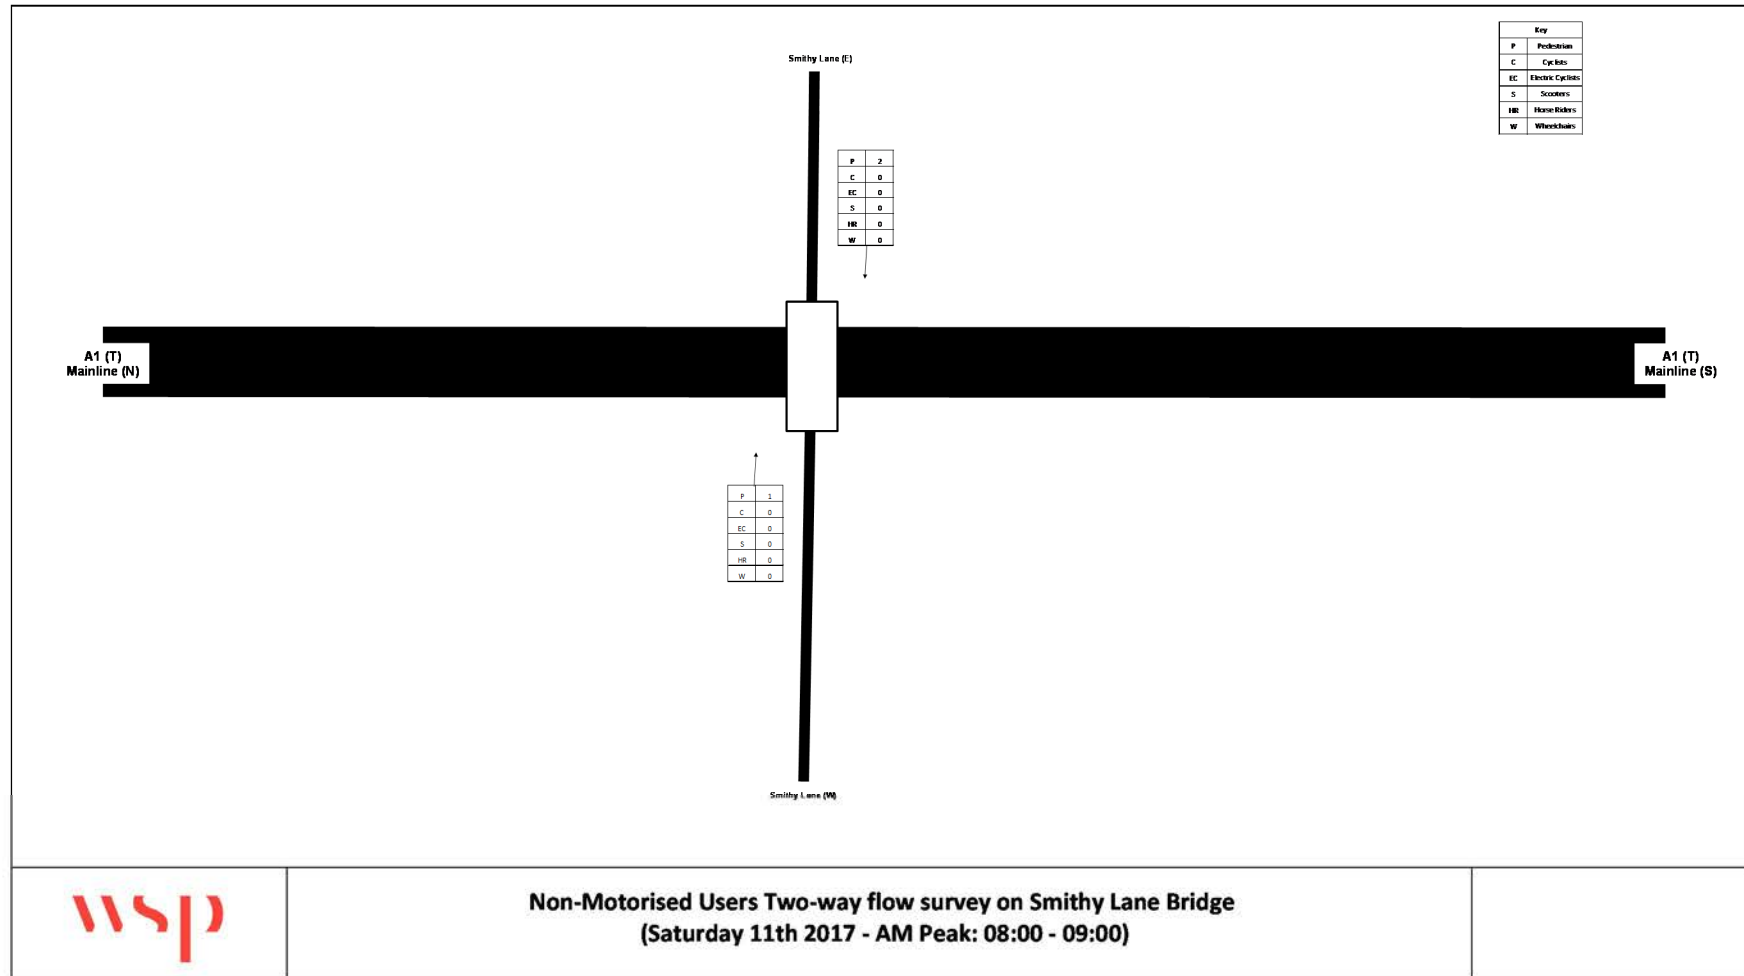 Smithy Lane (E)
Key
P Pedestrian
C Cyclists
EC Electric Cyclists
S Scooters
HR Horse Riders
W Wheelchairs
P 2
C 0
EC 0
S 0
HR 0
W 0
A1 (T)
Mainline (N)
A1 (T)
Mainline (S)
P 1
C 0
EC 0
S 0
HR 0
W 0
Smithy Lane (W)
wsp
Non-Motorised Users Two-way flow survey on Smithy Lane Bridge
(Saturday 11th 2017 - AM Peak: 08:00 - 09:00)